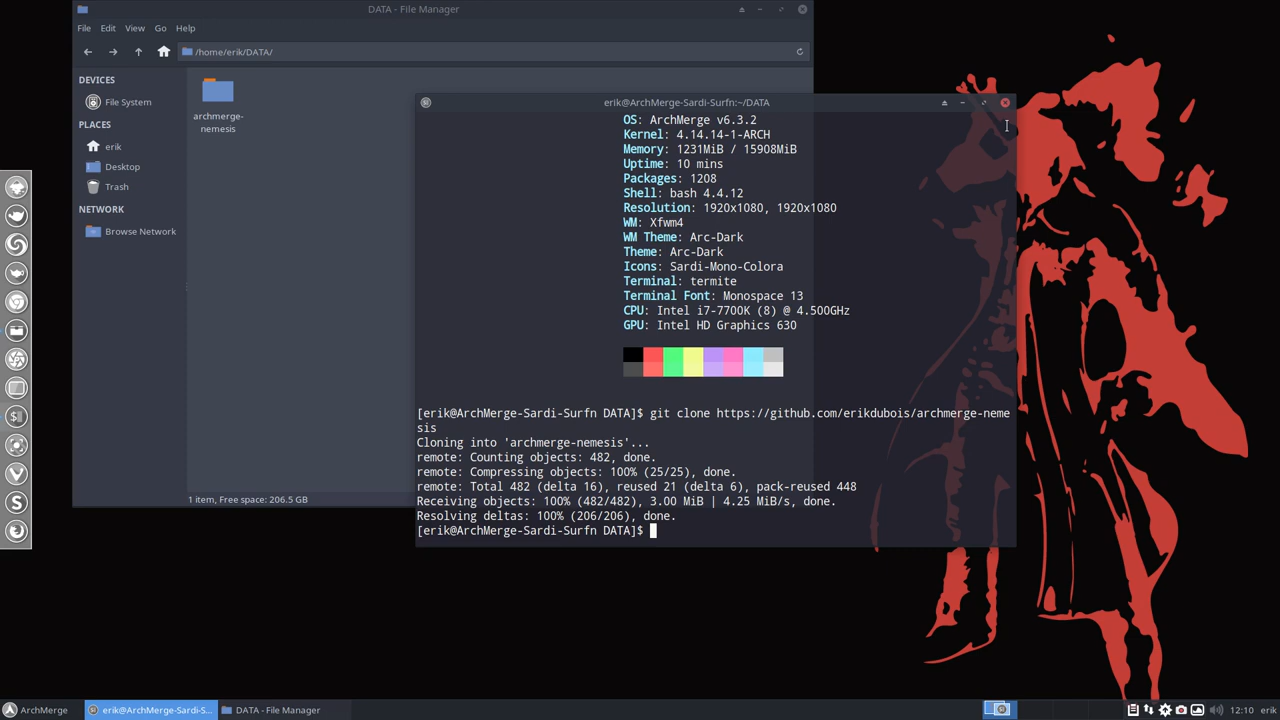 DATA - File Manager
File Edit View Go Help
/home/erik/DATA/
DEVICES
File System
PLACES
erik
Desktop
Trash
NETWORK
Browse Network
archmerge-
nemesis
1 item, Free space: 206.5 GB
erik@ArchMerge-Sardi-Surfn:~/DATA
OS: ArchMerge v6.3.2
Kernel: 4.14.14-1-ARCH
Memory: 1231MiB / 15908MiB
Uptime: 10 mins
Packages: 1208
Shell: bash 4.4.12
Resolution: 1920x1080, 1920x1080
WM: Xfwm4
WM Theme: Arc-Dark
Theme: Arc-Dark
Icons: Sardi-Mono-Colora
Terminal: termite
Terminal Font: Monospace 13
CPU: Intel i7-7700K (8) @ 4.500GHz
GPU: Intel HD Graphics 630
[erik@ArchMerge-Sardi-Surfn DATA]$ git clone https://github.com/erikdubois/archmerge-neme
sis
Cloning into 'archmerge-nemesis'...
remote: Counting objects: 482, done.
remote: Compressing objects: 100% (25/25), done.
remote: Total 482 (delta 16), reused 21 (delta 6), pack-reused 448
Receiving objects: 100% (482/482), 3.00 MiB | 4.25 MiB/s, done.
Resolving deltas: 100% (206/206), done.
[erik@ArchMerge-Sardi-Surfn DATA]$
ArchMerge
erik@ArchMerge-Sardi-S...
DATA - File Manager
12:10 erik